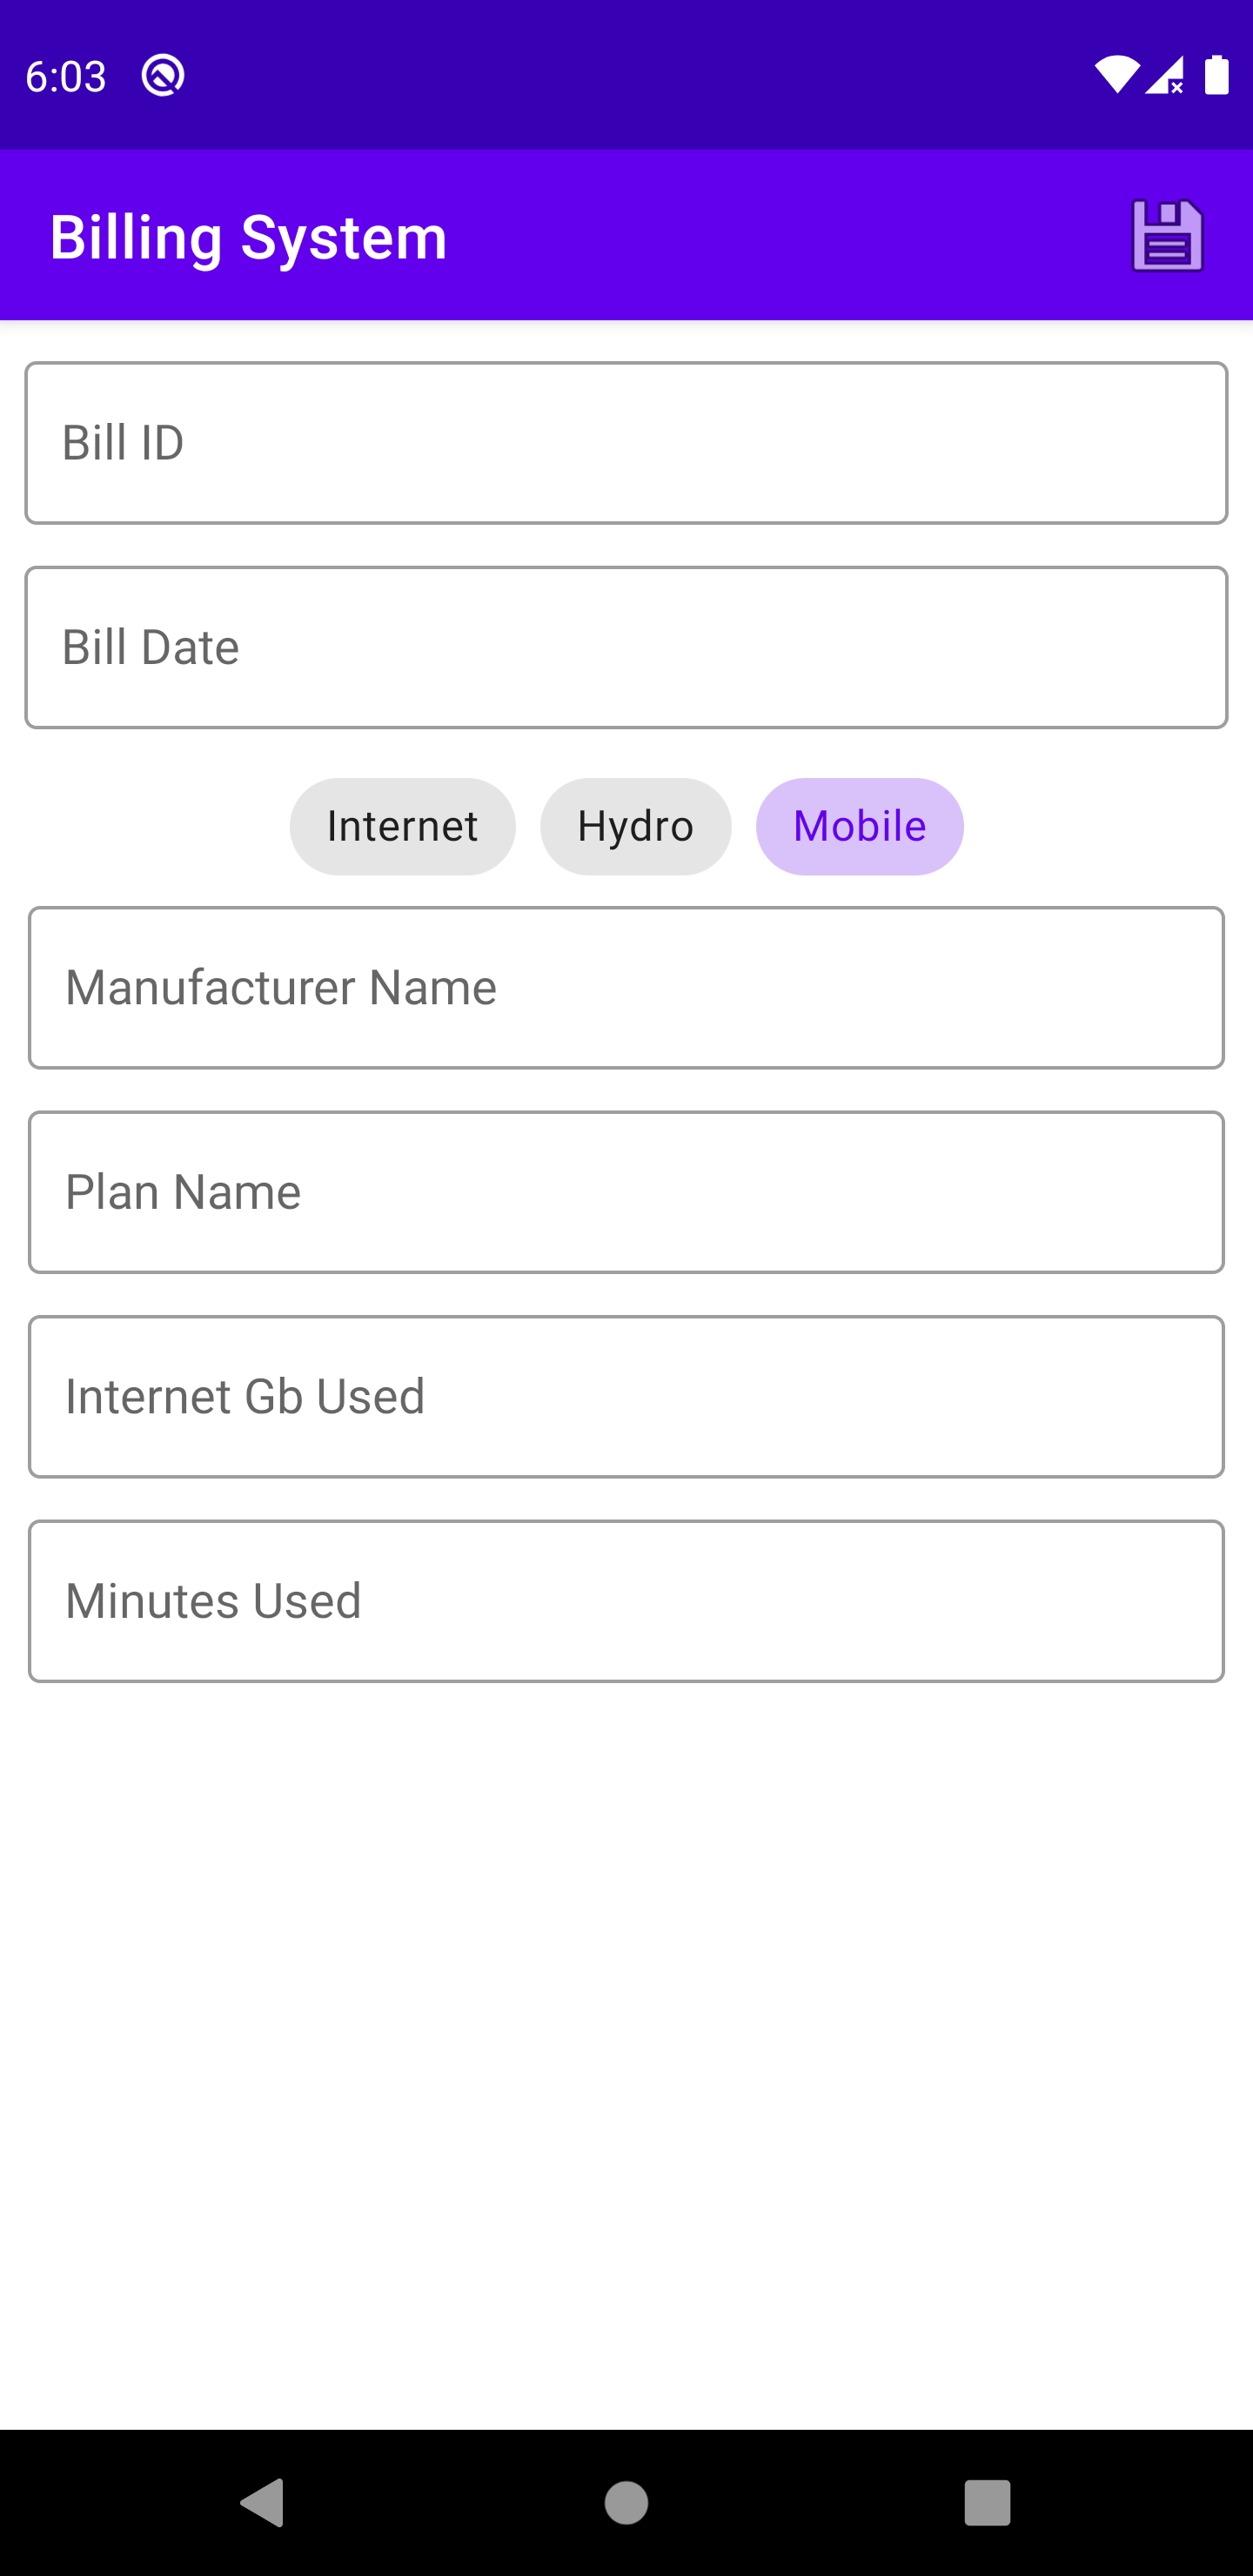 6:03
Billing System
Bill ID
Bill Date
Internet Hydro Mobile
Manufacturer Name
Plan Name
Internet Gb Used
Minutes Used